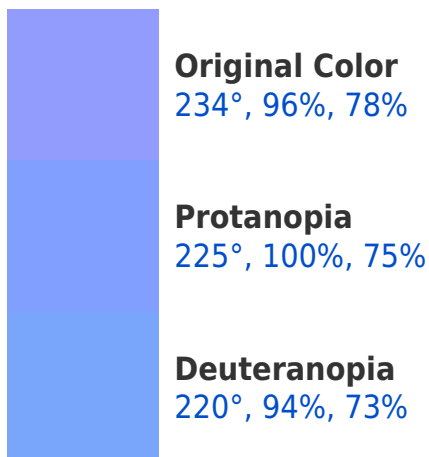 Original Color
234°, 96%, 78%
Protanopia
225°, 100%, 75%
Deuteranopia
220°, 94%, 73%